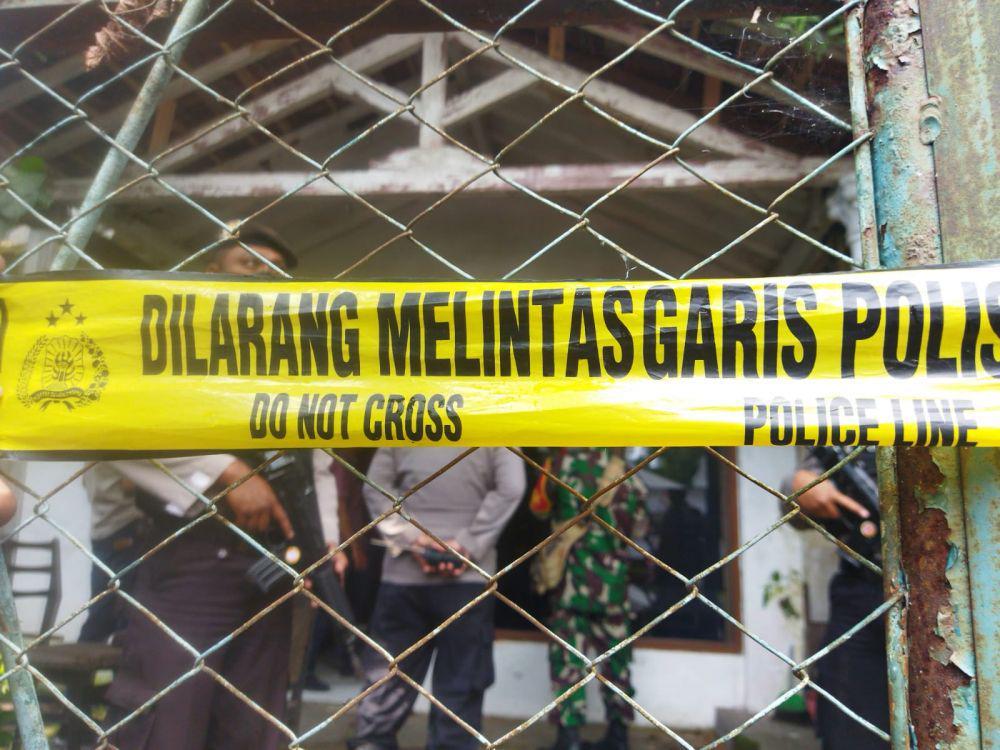 DILARANG MELINTAS GARIS POLIS
DO NOT CROSS POLICE LINE